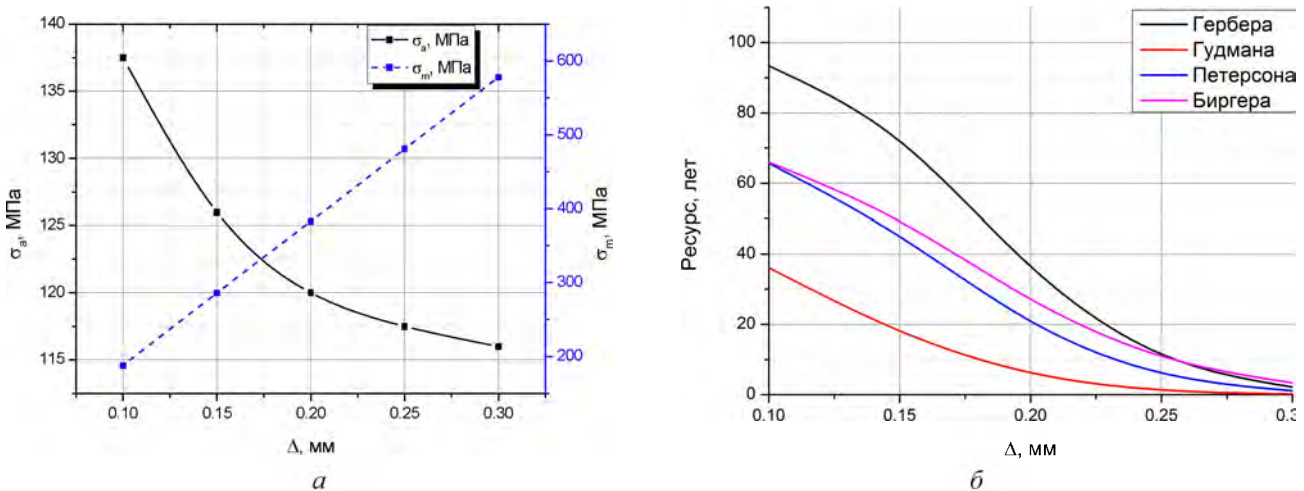 140
135
130
125
120
115
σa, МПа
σa, МПа
σm, МПа
600
500
400
300
200
σm, МПа
0.10 0.15 0.20 0.25 0.30
Δ, мм
а
100
80
60
40
20
0
Ресурс, лет
Гербера
Гудмана
Петерсона
Биргера
0.10 0.15 0.20 0.25 0.3
Δ, мм
б